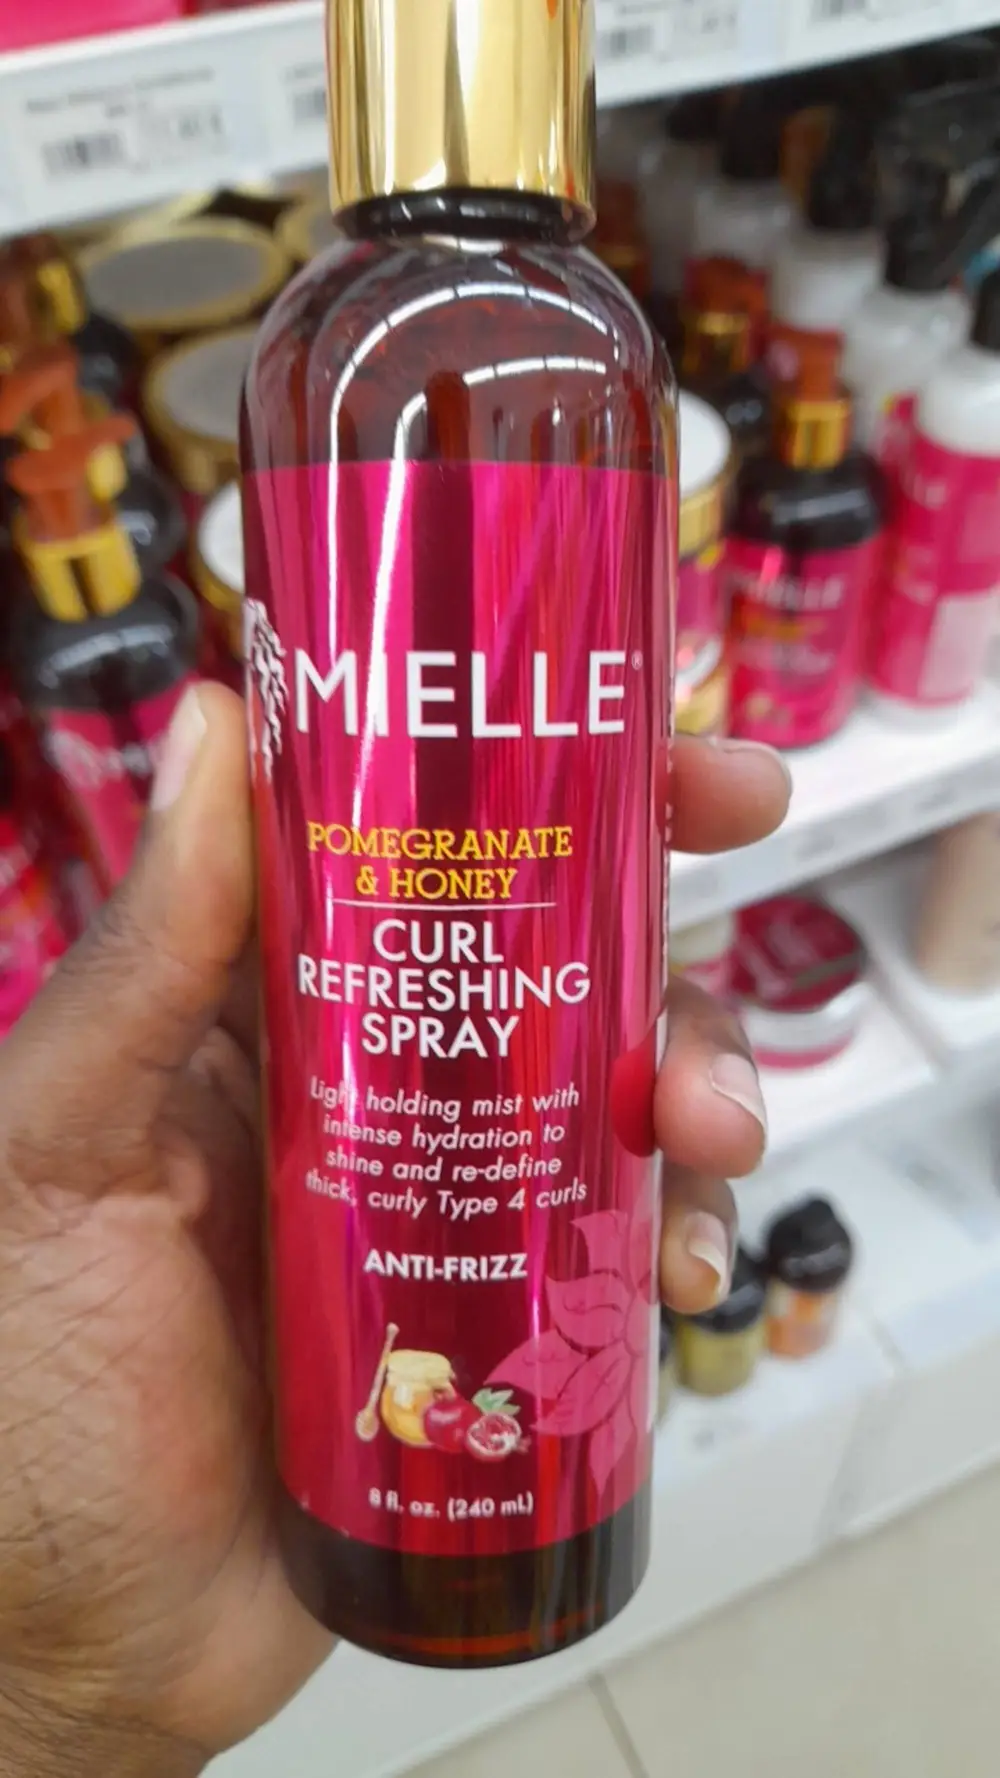 MIELLE®
POMEGRANATE
& HONEY
CURL
REFRESHING
SPRAY
Light holding mist with
intense hydration to
shine and re-define
thick, curly Type 4 curls
ANTI-FRIZZ
8 fl. oz. (240 mL)
MIELLE